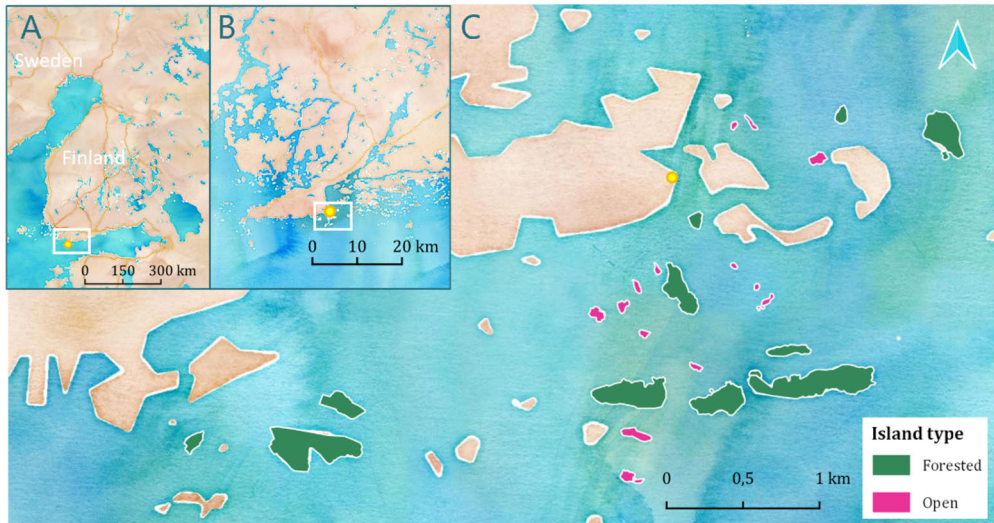 A
Sweden
Finland
0 150 300 km
B
0 10 20 km
C
0 0,5 1 km
Island type
Forested
Open